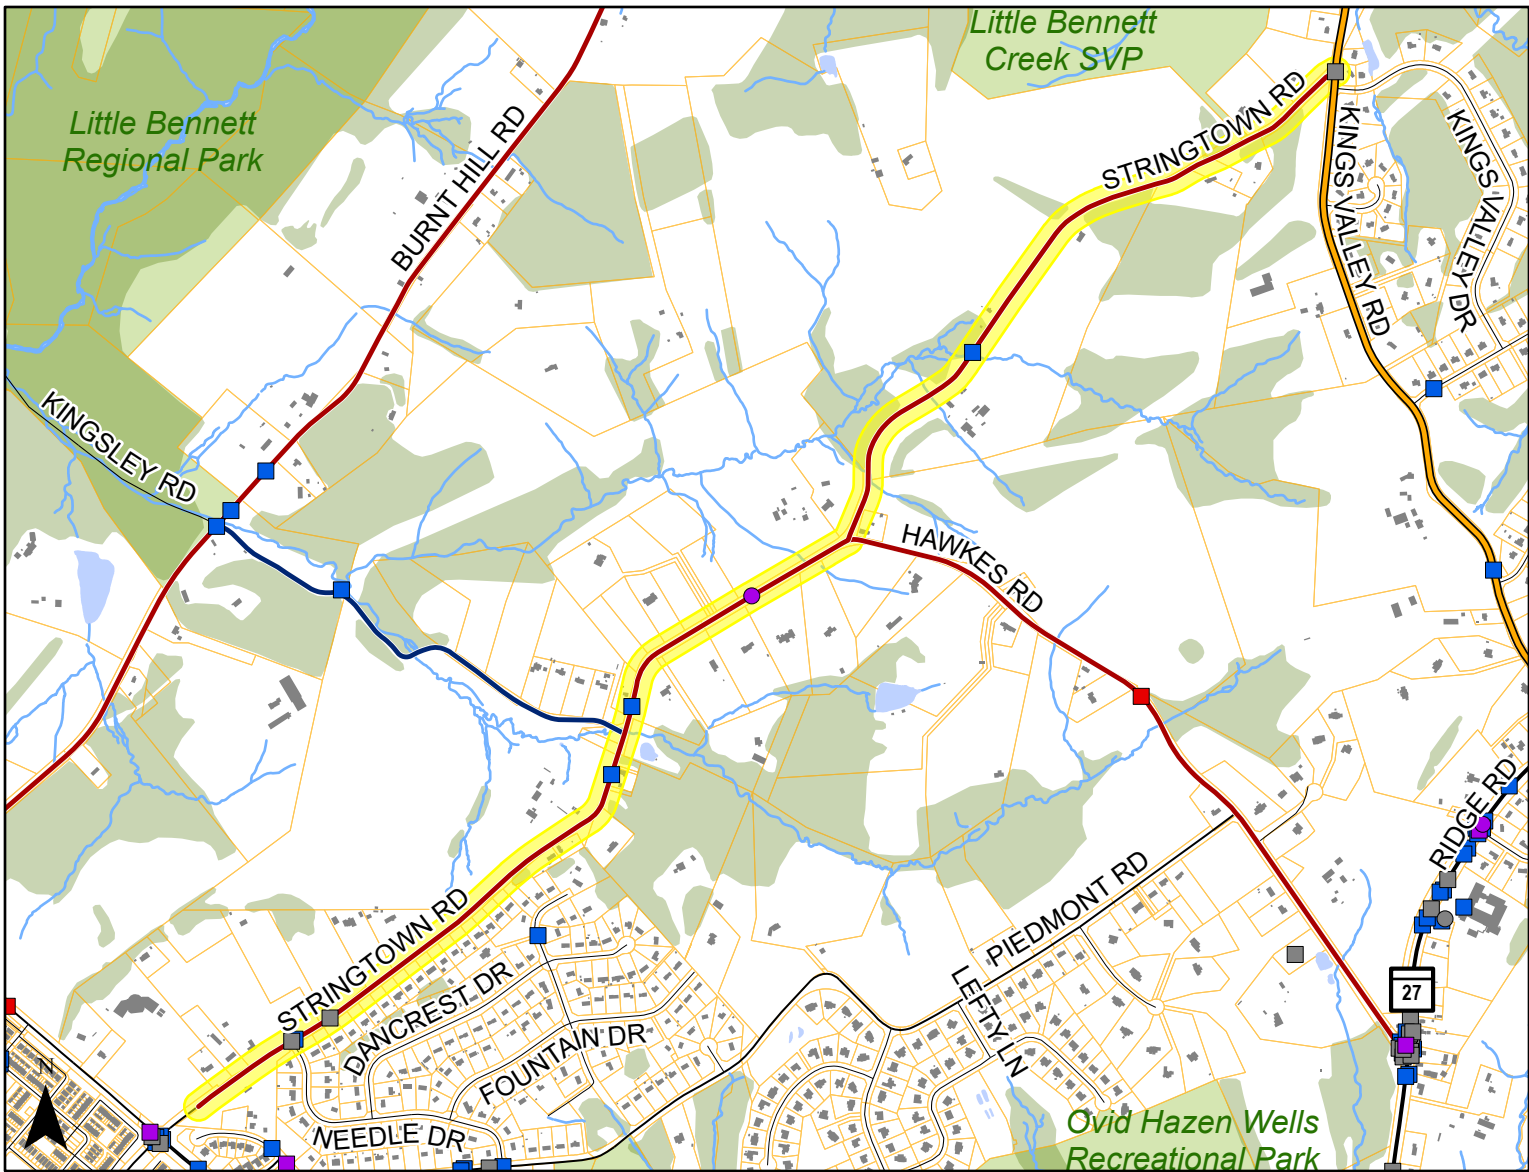 Little Bennett
Creek SVP
Little Bennett
Regional Park
BURNT HILL RD
STRINGTOWN RD
KINGS VALLEY RD
KINGS VALLEY DR
KINGSLEY RD
HAWKES RD
RIDGE RD
PIEDMONT RD
STRINGTOWN RD
DANCREST DR
FOUNTAIN DR
LEFTY LN
27
N
NEEDLE DR
Ovid Hazen Wells
Recreational Park